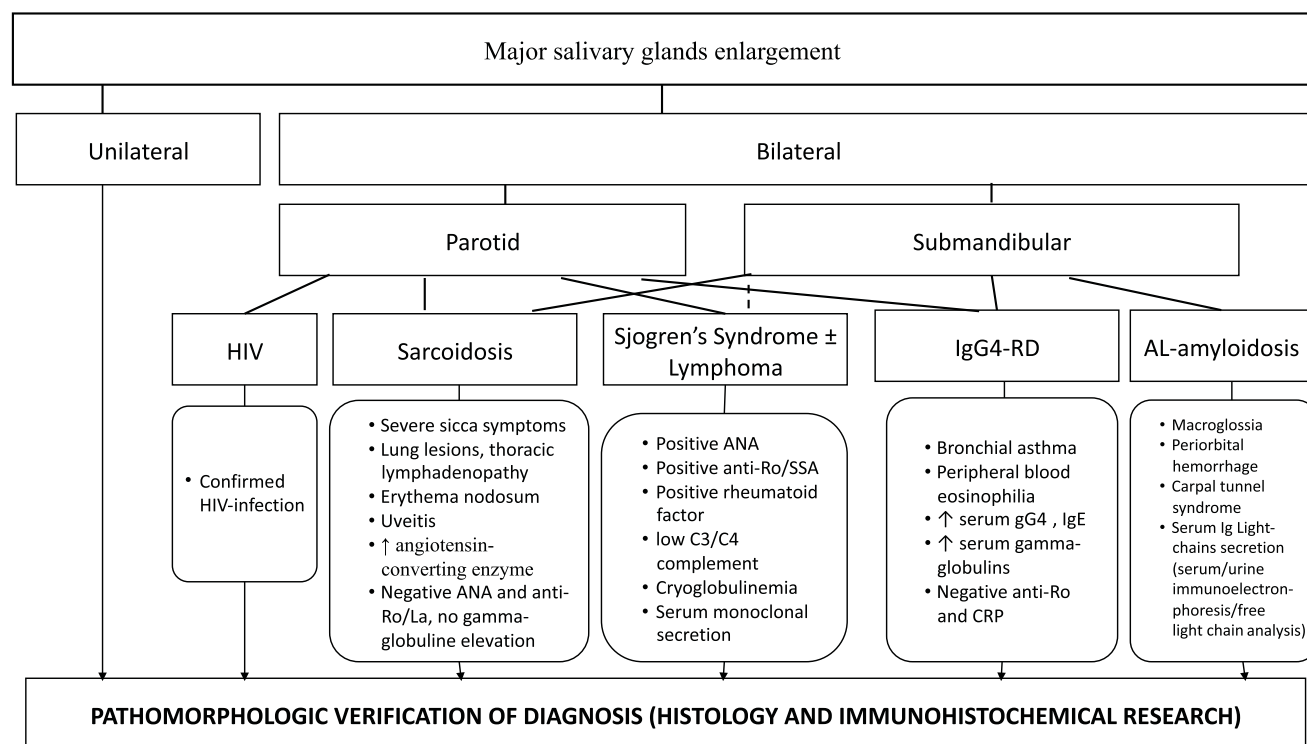 Major salivary glands enlargement
Unilateral
Bilateral
Parotid
Submandibular
HIV
Sarcoidosis
Sjogren’s Syndrome ±
Lymphoma
IgG4-RD
AL-amyloidosis
• Confirmed
HIV-infection
• Severe sicca symptoms
• Lung lesions, thoracic
lymphadenopathy
• Erythema nodosum
• Uveitis
• ↑ angiotensin-
converting enzyme
• Negative ANA and anti-
Ro/La, no gamma-
globuline elevation
• Positive ANA
• Positive anti-Ro/SSA
• Positive rheumatoid
factor
• low C3/C4
complement
• Cryoglobulinemia
• Serum monoclonal
secretion
• Bronchial asthma
• Peripheral blood
eosinophilia
• ↑ serum gG4 , IgE
• ↑ serum gamma-
globulins
• Negative anti-Ro
and CRP
• Macroglossia
• Periorbital
hemorrhage
• Carpal tunnel
syndrome
• Serum Ig Light-
chains secretion
(serum/urine
immunoelectron-
phoresis/free
light chain analysis)
PATHOMORPHOLOGIC VERIFICATION OF DIAGNOSIS (HISTOLOGY AND IMMUNOHISTOCHEMICAL RESEARCH)